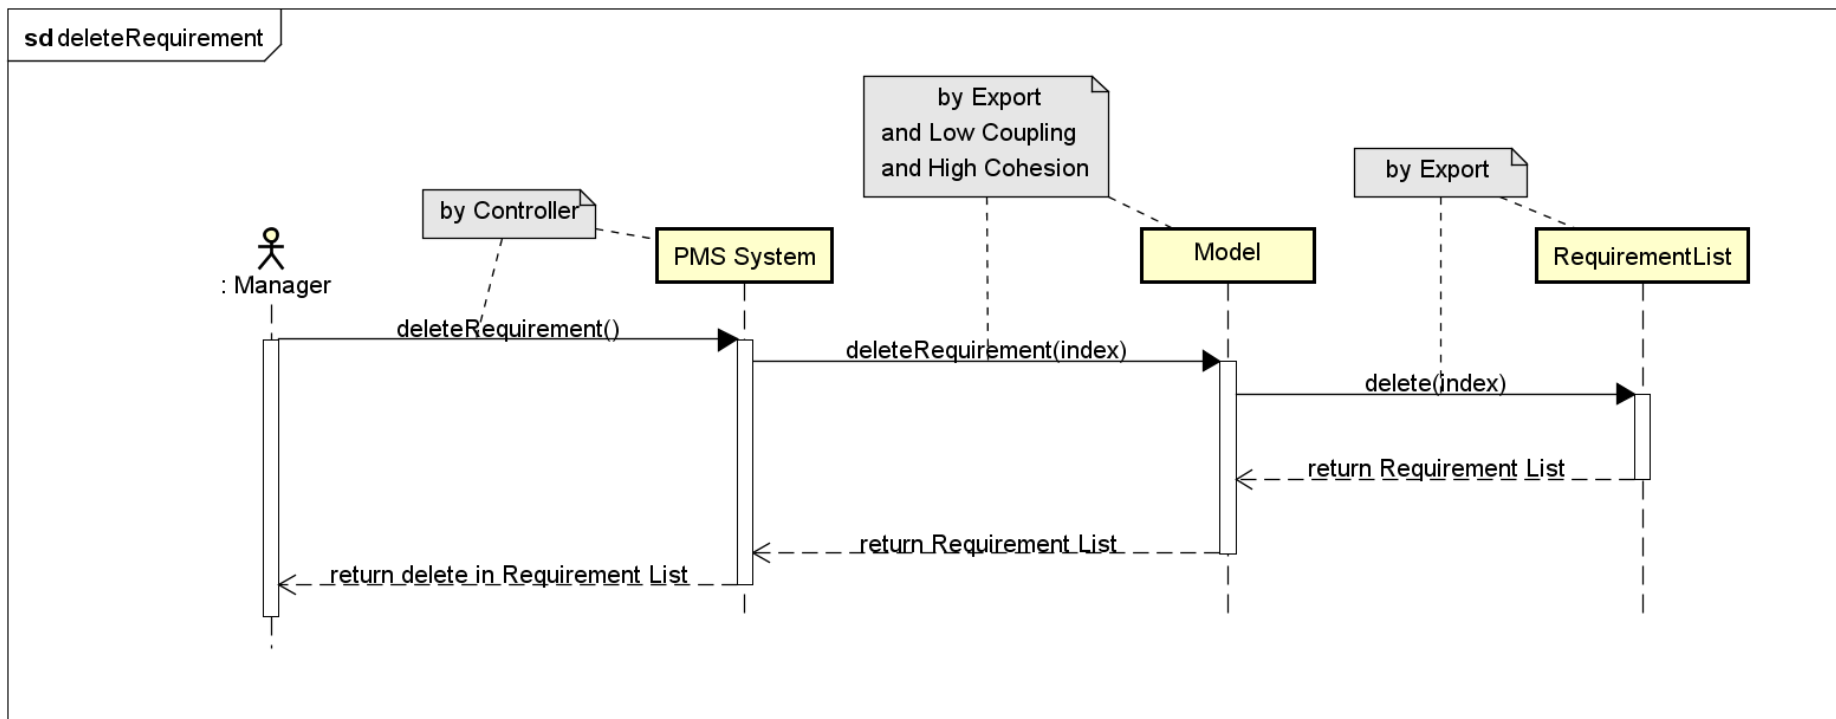 sd deleteRequirement
by Export
and Low Coupling
and High Cohesion
by Export
by Controller
: Manager
PMS System
Model
RequirementList
deleteRequirement()
deleteRequirement(index)
delete(index)
return Requirement List
return Requirement List
return delete in Requirement List